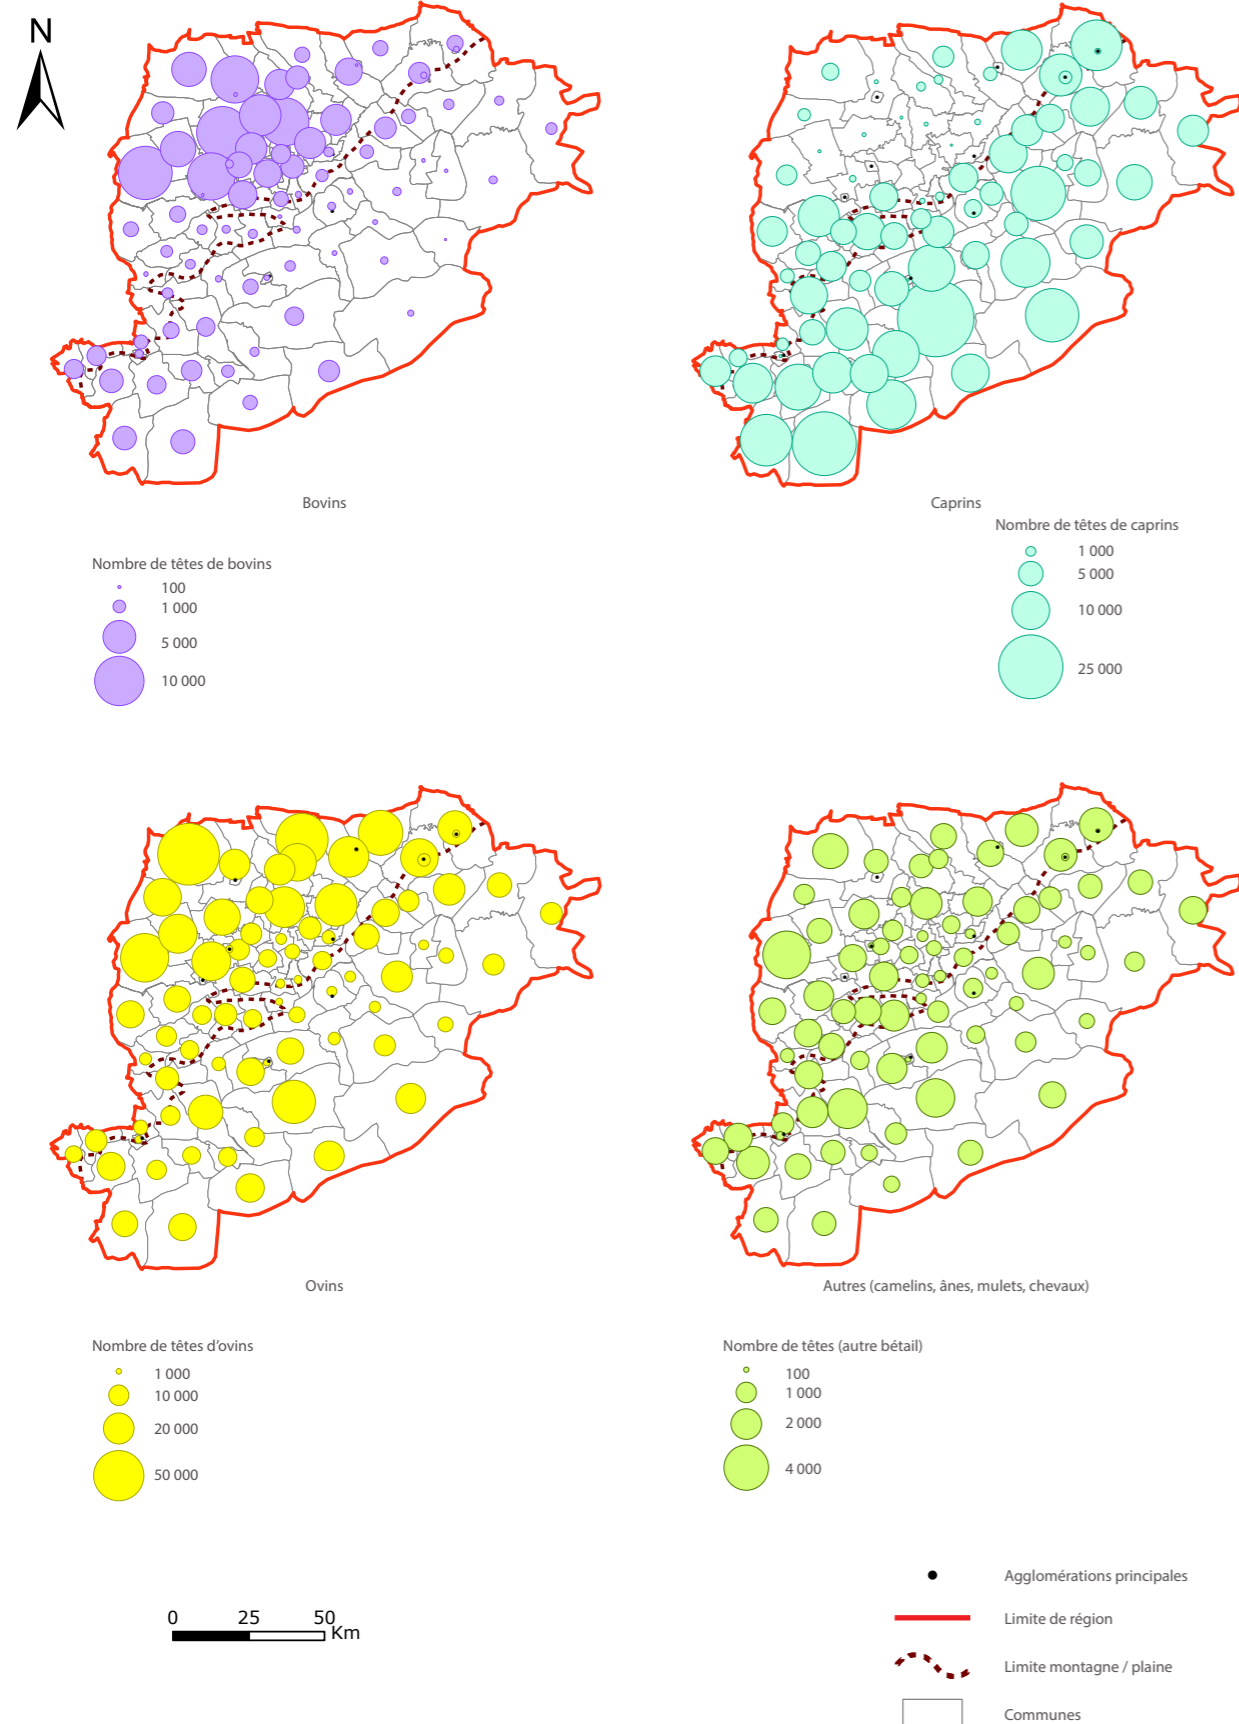 N
Bovins
Caprins
Nombre de têtes de bovins
100
1 000
5 000
10 000
Nombre de têtes de caprins
1 000
5 000
10 000
25 000
Ovins
Autres (camelins, ânes, mulets, chevaux)
Nombre de têtes d’ovins
1 000
10 000
20 000
50 000
Nombre de têtes (autre bétail)
100
1 000
2 000
4 000
0 25 50 Km
Agglomérations principales
Limite de région
Limite montagne / plaine
Communes